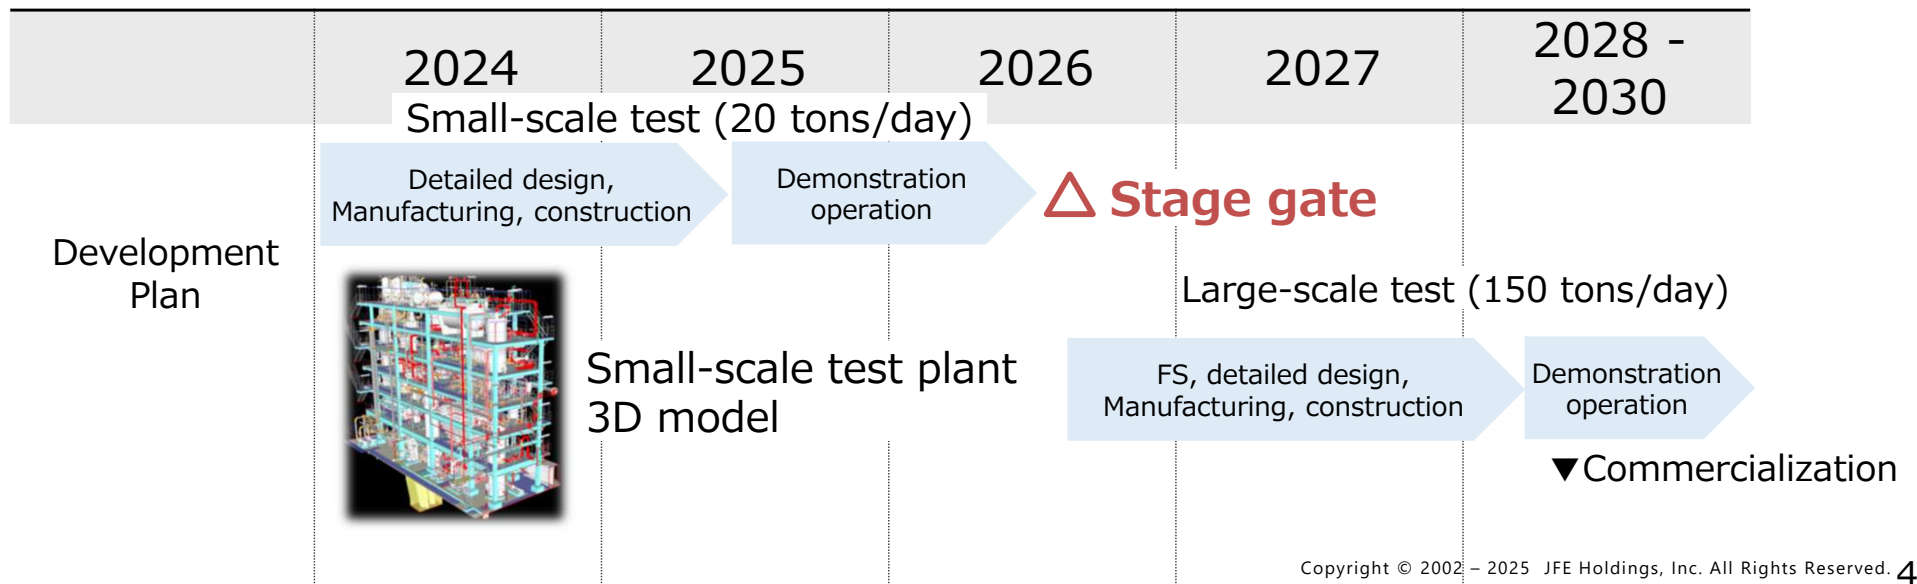 2024 2025 2026 2027 2028 -
2030
Small-scale test (20 tons/day)
Detailed design,
Manufacturing, construction
Demonstration
operation
△ Stage gate
Development
Plan
Large-scale test (150 tons/day)
Small-scale test plant
3D model
FS, detailed design,
Manufacturing, construction
Demonstration
operation
▼Commercialization
Copyright © 2002 – 2025 JFE Holdings, Inc. All Rights Reserved. 4